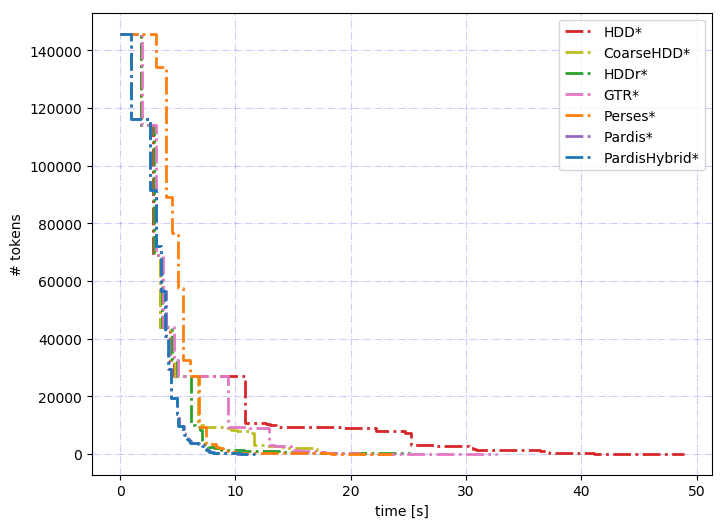 HDD*
CoarseHDD*
HDDr*
GTR*
Perses*
Pardis*
PardisHybrid*
# tokens
140000
120000
100000
80000
60000
40000
20000
0
0 10 20 30 40 50
time [s]